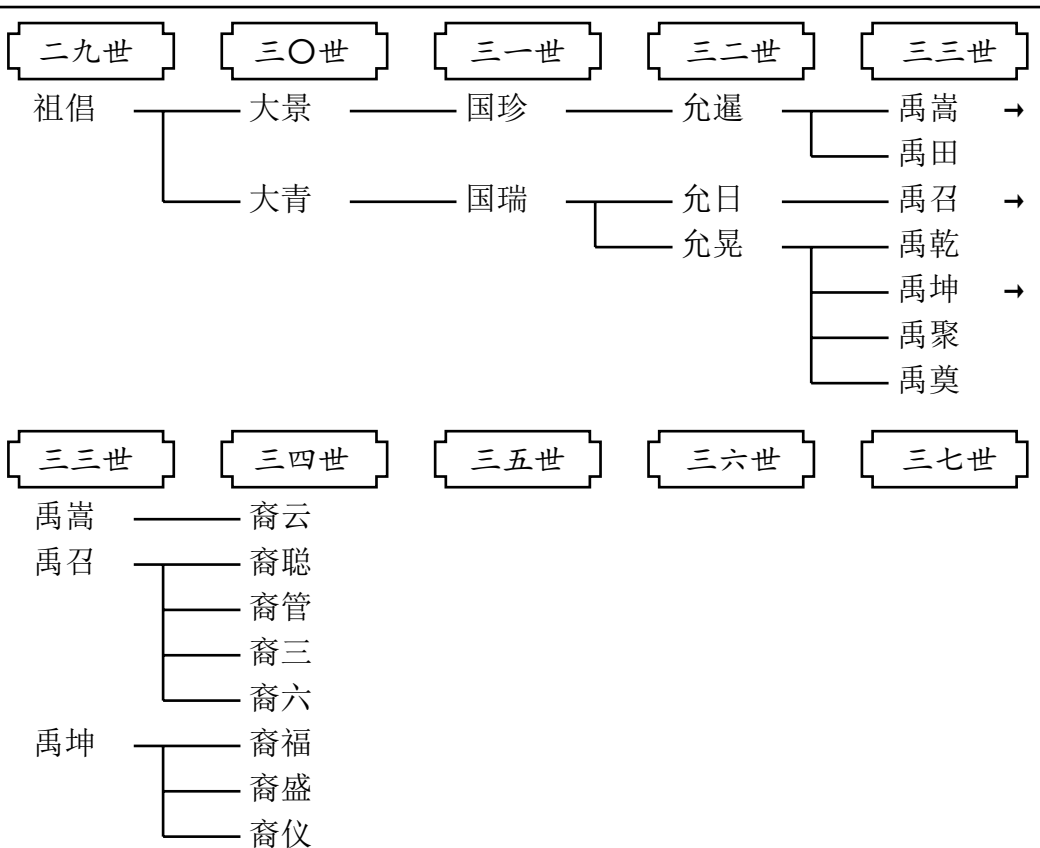 二九世 三〇世 三一世 三二世 三三世
祖倡 大景 国珍 允暹 禹嵩 →
禹田
大青 国瑞 允日 禹召 →
允晃 禹乾
禹坤 →
禹聚
禹奠
三三世 三四世 三五世 三六世 三七世
禹嵩 裔云
禹召 裔聪
裔管
裔三
裔六
禹坤 裔福
裔盛
裔仪